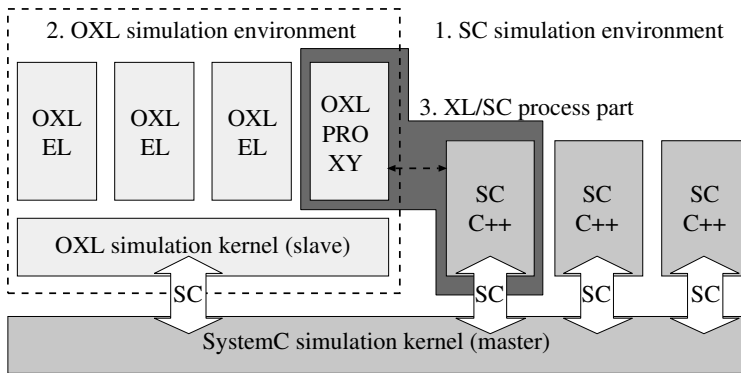 2. OXL simulation environment
1. SC simulation environment
OXL
EL
OXL
EL
OXL
EL
OXL
PRO
XY
3. XL/SC process part
SC
C++
SC
C++
SC
C++
OXL simulation kernel (slave)
SC
SC
SC
SC
SystemC simulation kernel (master)